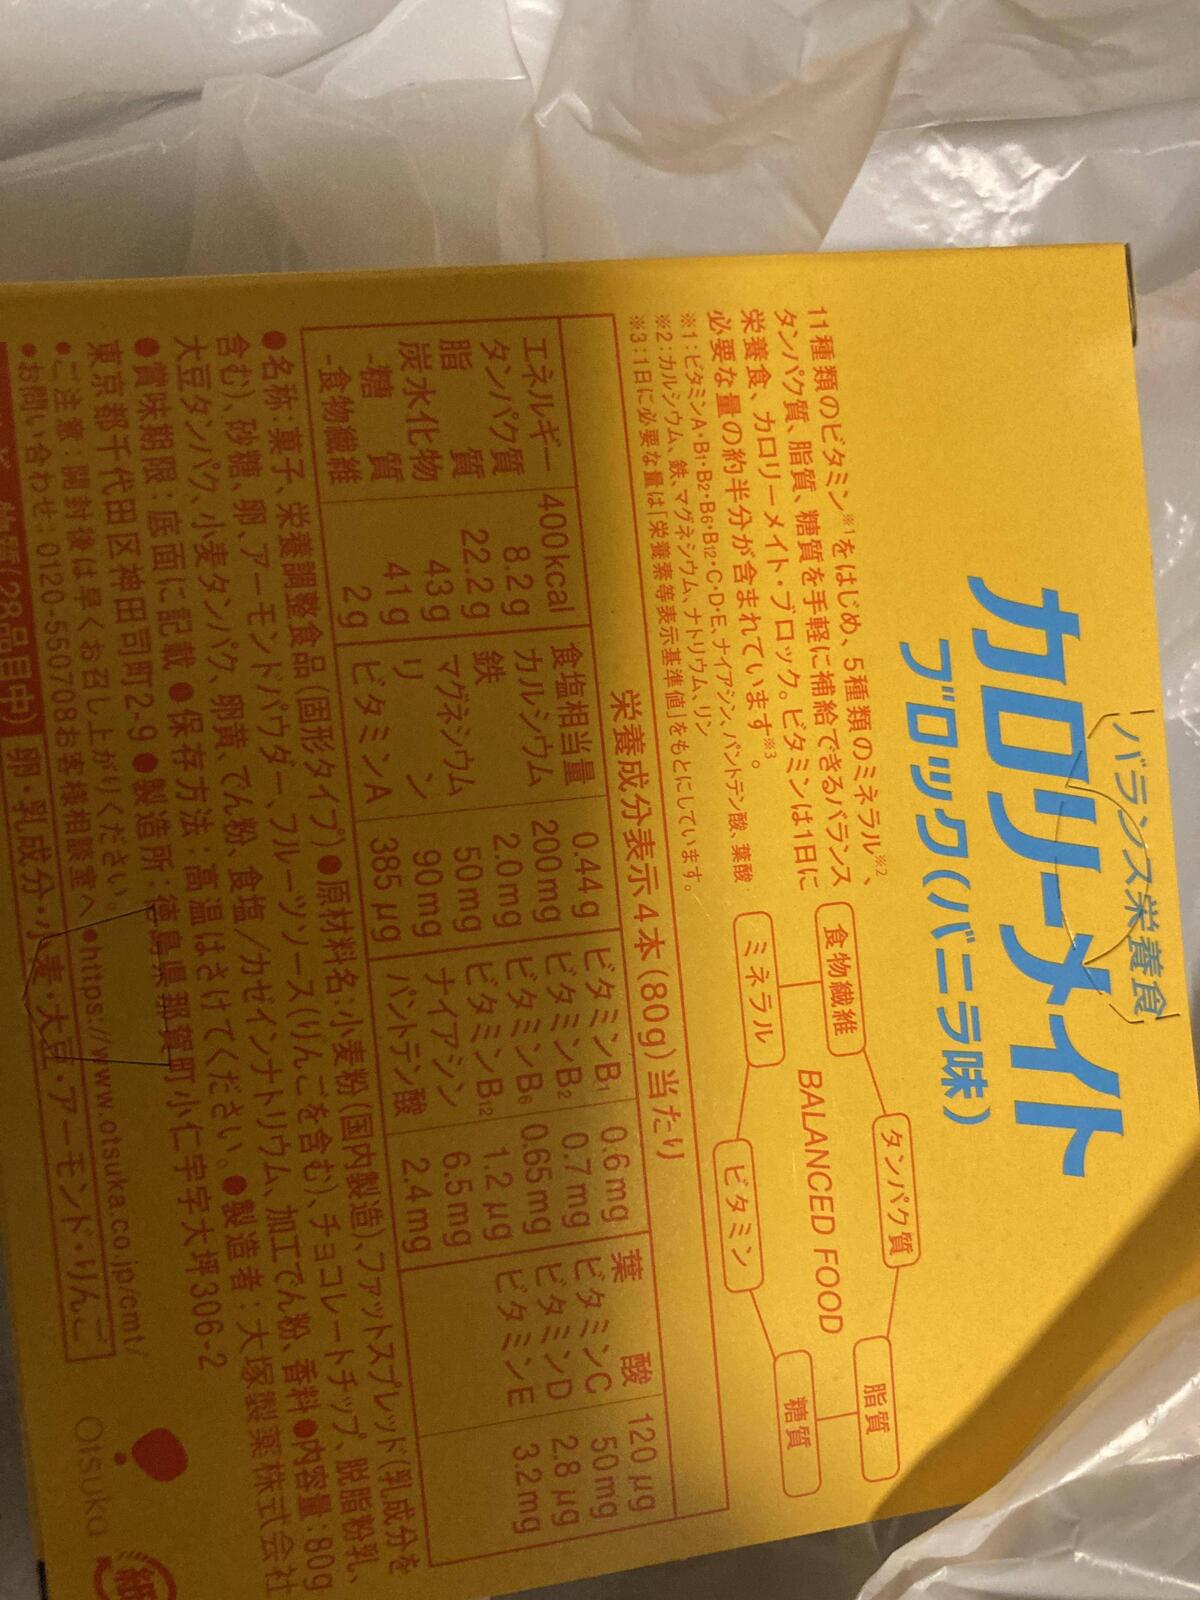 バランス栄養食
カロリーメイト
ブロック(バニラ味)
11種類のビタミン※1をはじめ、5種類のミネラル※2、
タンパク質、脂質、糖質を手軽に補給できるバランス
栄養食、カロリーメイト・ブロック。ビタミンは1日に
必要な量の約半分が含まれています※3。
※1:ビタミンA・B1・B2・B6・B12・C・D・E、ナイアシン、パントテン酸、葉酸
※2:カルシウム、鉄、マグネシウム、ナトリウム、リン
※3:1日に必要な量は「栄養素等表示基準値」をもとにしています。
食物繊維
タンパク質
脂質
BALANCED FOOD
ミネラル
ビタミン
糖質
栄養成分表示4本(80g)当たり
エネルギー 400kcal
タンパク質 8.2g
脂質 22.2g
炭水化物 43g
-糖質 41g
-食物繊維 2g
食塩相当量 0.44g
カルシウム 200mg
鉄 2.0mg
マグネシウム 50mg
リン 90mg
ビタミンA 385μg
ビタミンB1 0.6mg
ビタミンB2 0.7mg
ビタミンB6 0.65mg
ビタミンB12 1.2μg
ナイアシン 6.5mg
パントテン酸 2.4mg
葉酸 120μg
ビタミンC 50mg
ビタミンD 2.8μg
ビタミンE 3.2mg
●名称:菓子、栄養調整食品(固形タイプ)●原材料名:小麦粉(国内製造)、ファットスプレッド(乳成分を
含む)、砂糖、卵、アーモンドパウダー、フルーツソース(りんごを含む)、チョコレートチップ、脱脂粉乳、
大豆タンパク、小麦タンパク、卵黄、でん粉、食塩/カゼインナトリウム、加工でん粉、香料●内容量:80g
●賞味期限:底面に記載●保存方法:高温はさけてください。●製造者:大塚製薬株式会社
東京都千代田区神田司町2-9●製造所:徳島県那賀町小仁宇字大坪306-2
●ご注意:開封後は早くお召し上がりください。
●お問い合わせ:0120-550708お客様相談室へ●https://www.otsuka.co.jp/cmt/
(28品目中) 卵・乳成分・小麦・大豆・アーモンド・りんご
Otsuka
紙